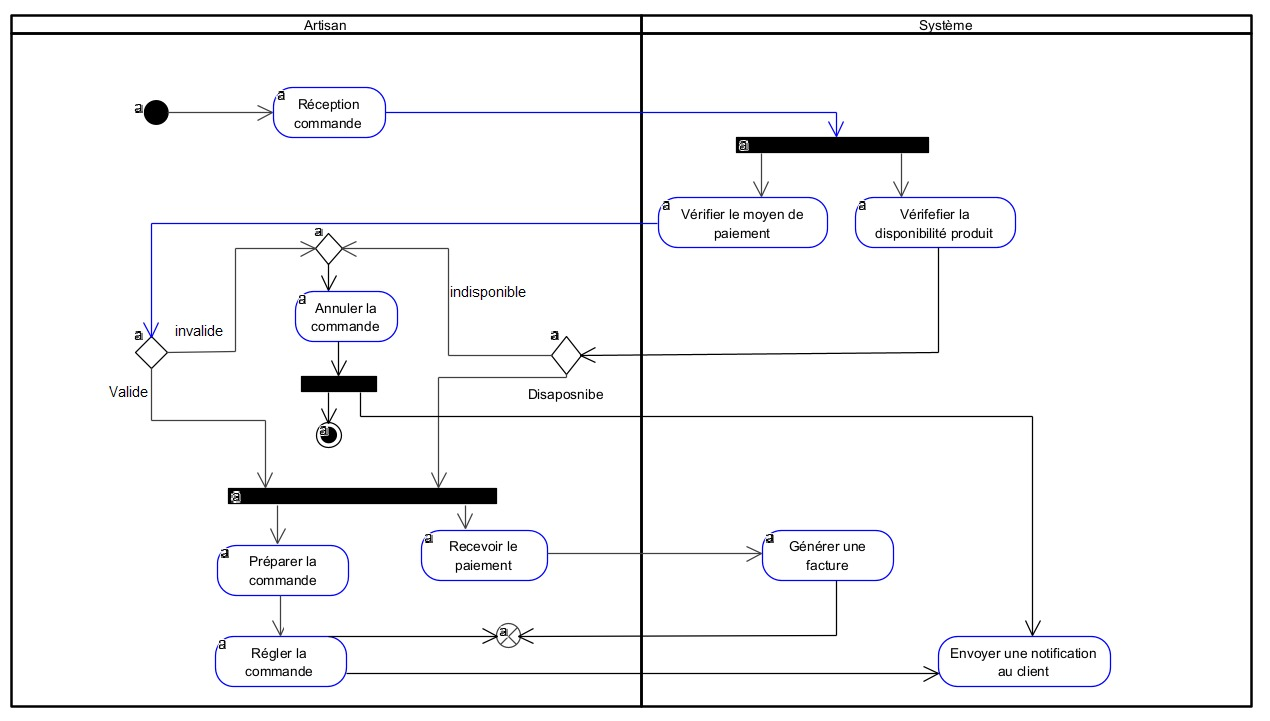 Artisan
Système
a
a
Réception
commande
a
a
Vérifier le moyen de
paiement
a
Vérifefier la
disponibilité produit
a
a
Annuler la
commande
indisponible
a
invalide
a
Valide
Disaposnibe
a
a
a
Préparer la
commande
a
Recevoir le
paiement
a
Générer une
facture
a
Régler la
commande
a
Envoyer une notification
au client